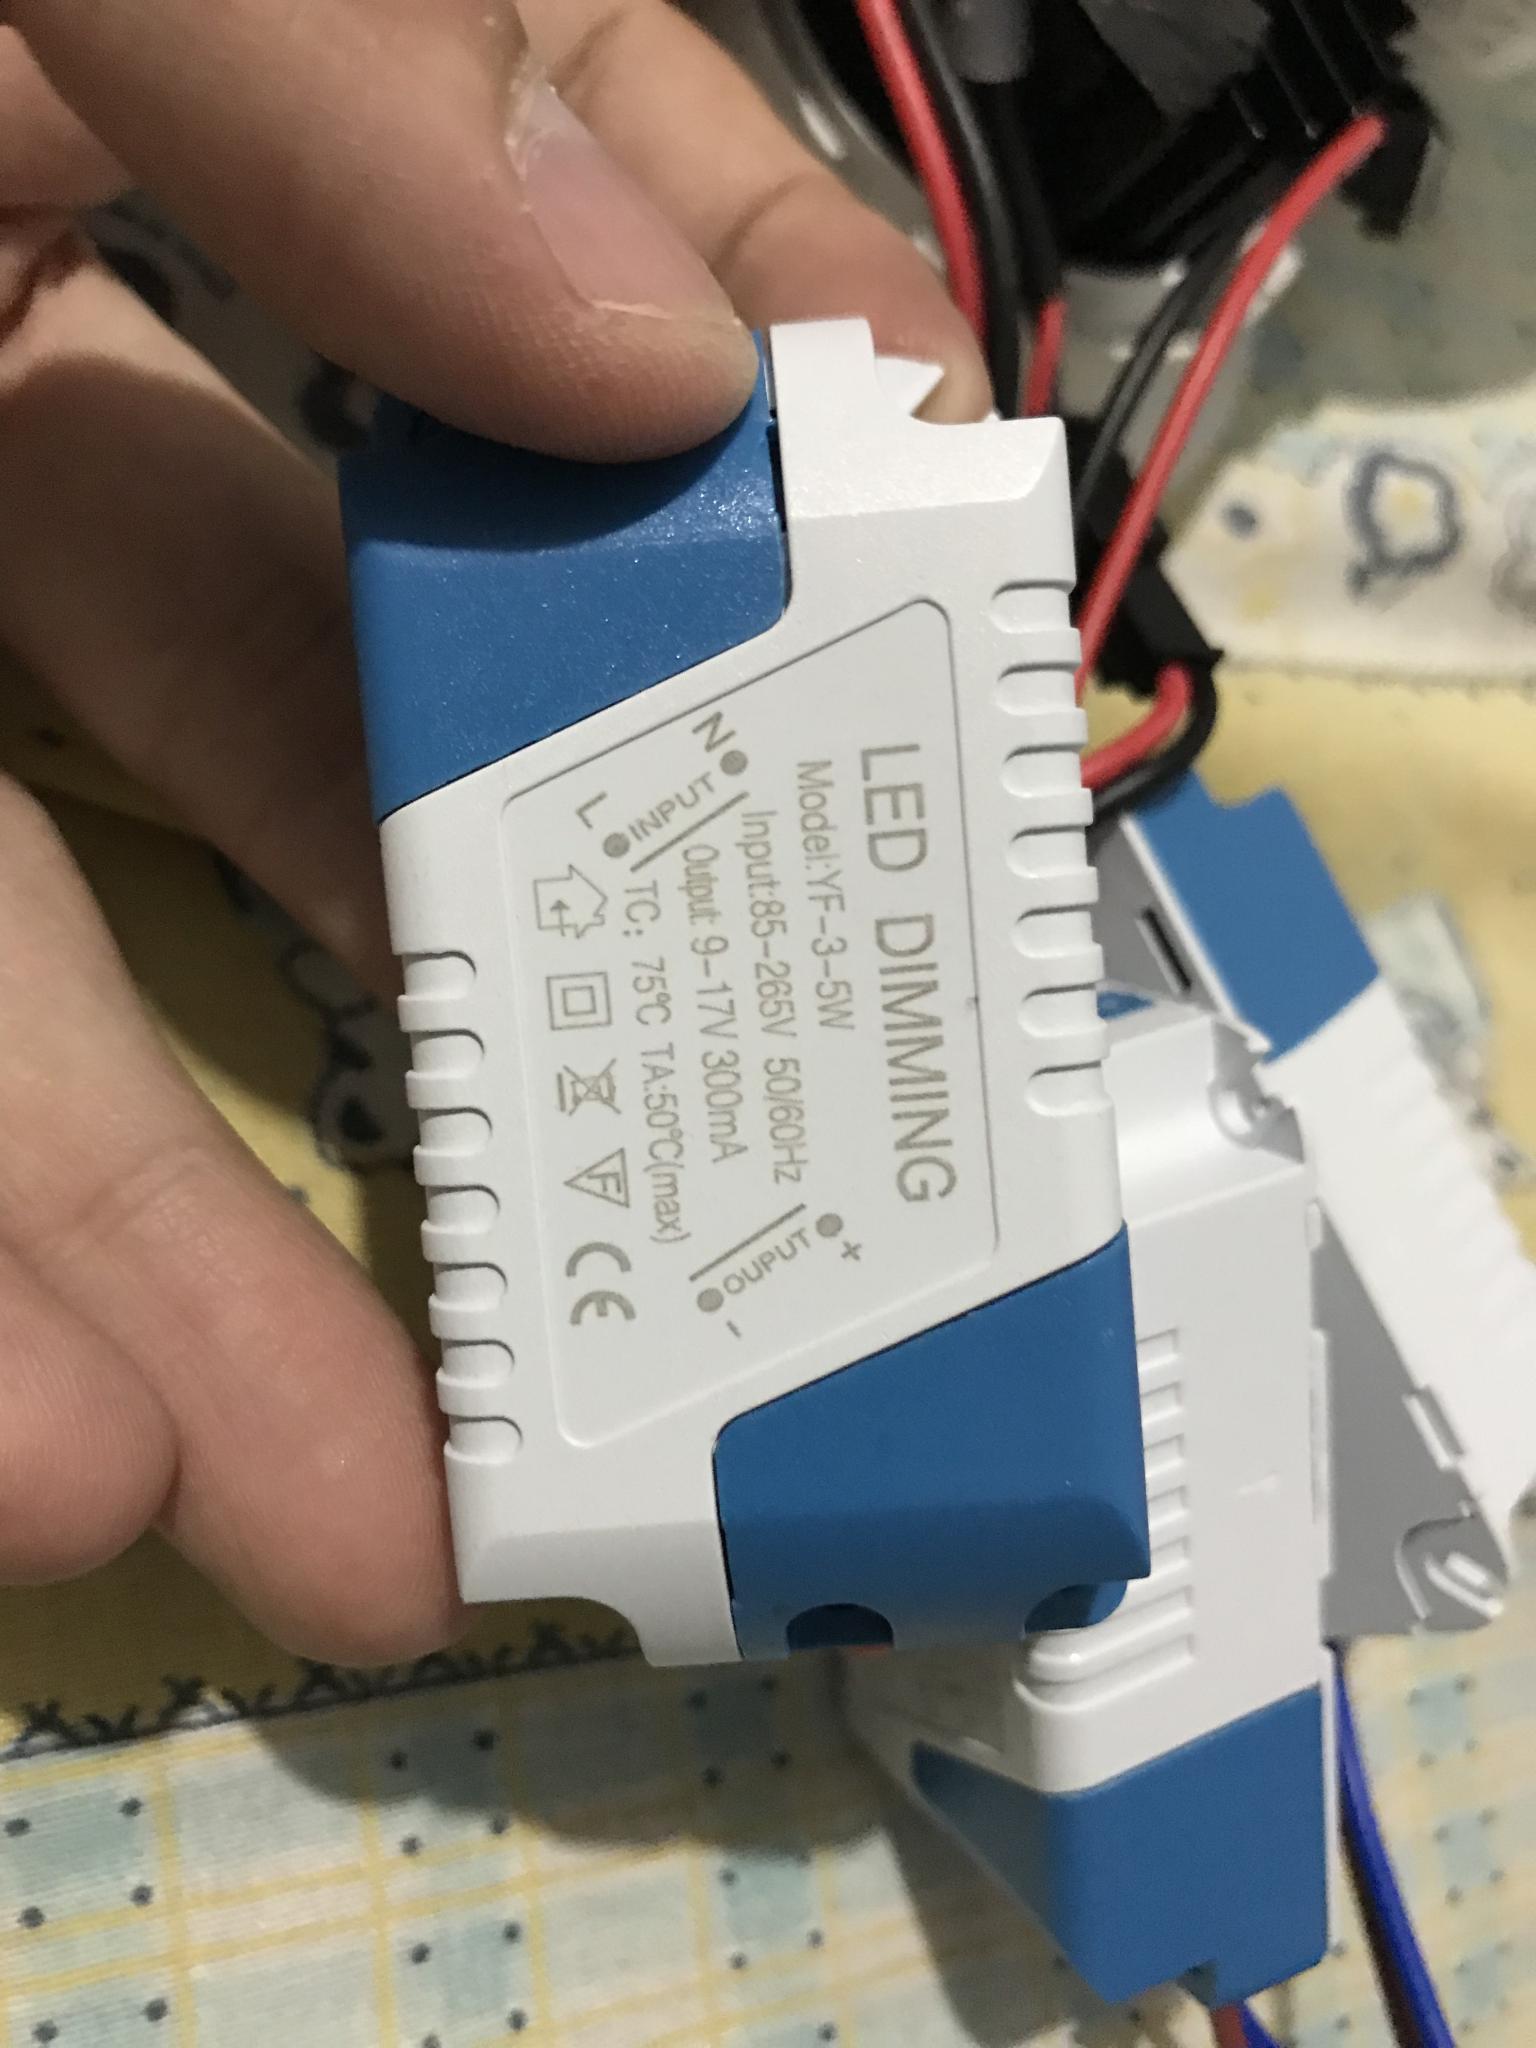 LED DIMMING
Model:YF-3-5W
Input:85-265V 50/60Hz
Output: 9-17V 300mA
TC: 75℃ TA:50℃(max)
N
INPUT
L
+
OUPUT
-
F
CE